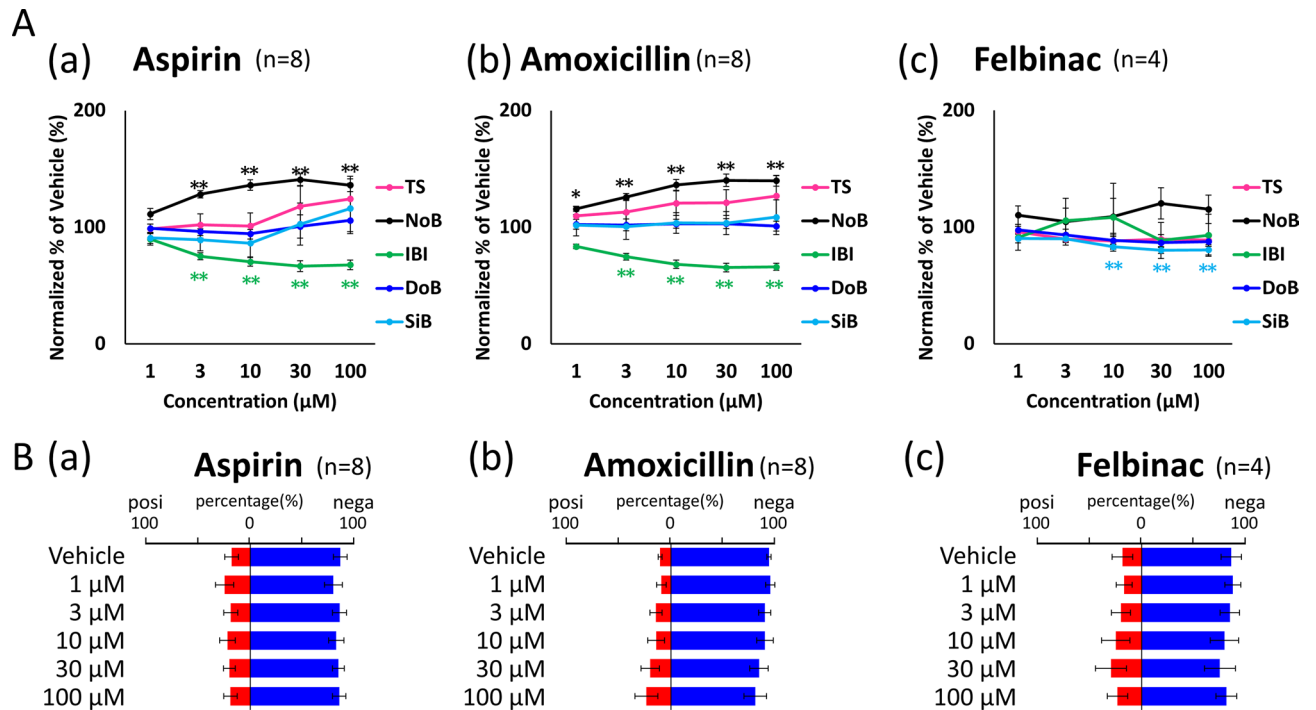 A
(a) Aspirin (n=8)
(b) Amoxicillin (n=8)
(c) Felbinac (n=4)
Normalized % of Vehicle (%)
200
100
0
** ** ** **
** ** ** **
1 3 10 30 100
Concentration (μM)
TS
NoB
IBI
DoB
SiB
Normalized % of Vehicle (%)
200
100
0
* ** ** ** **
** ** ** **
1 3 10 30 100
Concentration (μM)
TS
NoB
IBI
DoB
SiB
Normalized % of Vehicle (%)
200
100
0
** ** **
1 3 10 30 100
Concentration (μM)
TS
NoB
IBI
DoB
SiB
B (a) Aspirin (n=8)
posi percentage(%) nega
100 0 100
Vehicle
1 μM
3 μM
10 μM
30 μM
100 μM
(b) Amoxicillin (n=8)
posi percentage(%) nega
100 0 100
Vehicle
1 μM
3 μM
10 μM
30 μM
100 μM
(c) Felbinac (n=4)
posi percentage(%) nega
100 0 100
Vehicle
1 μM
3 μM
10 μM
30 μM
100 μM